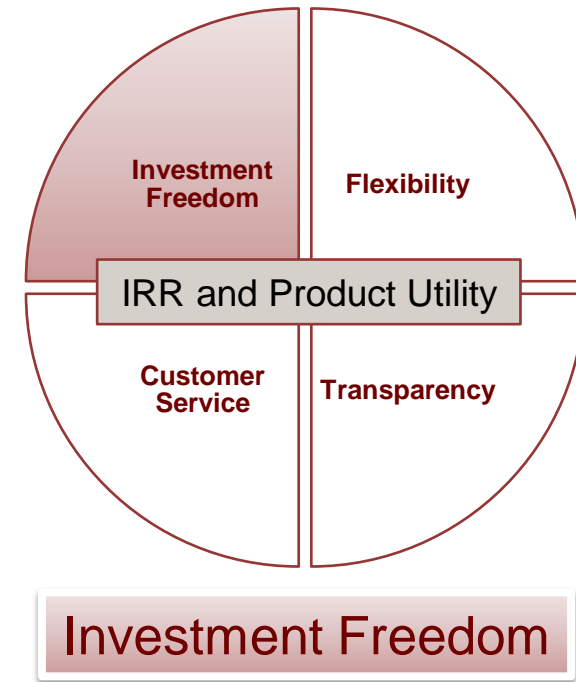 Investment
Freedom
Flexibility
IRR and Product Utility
Customer
Service
Transparency
Investment Freedom